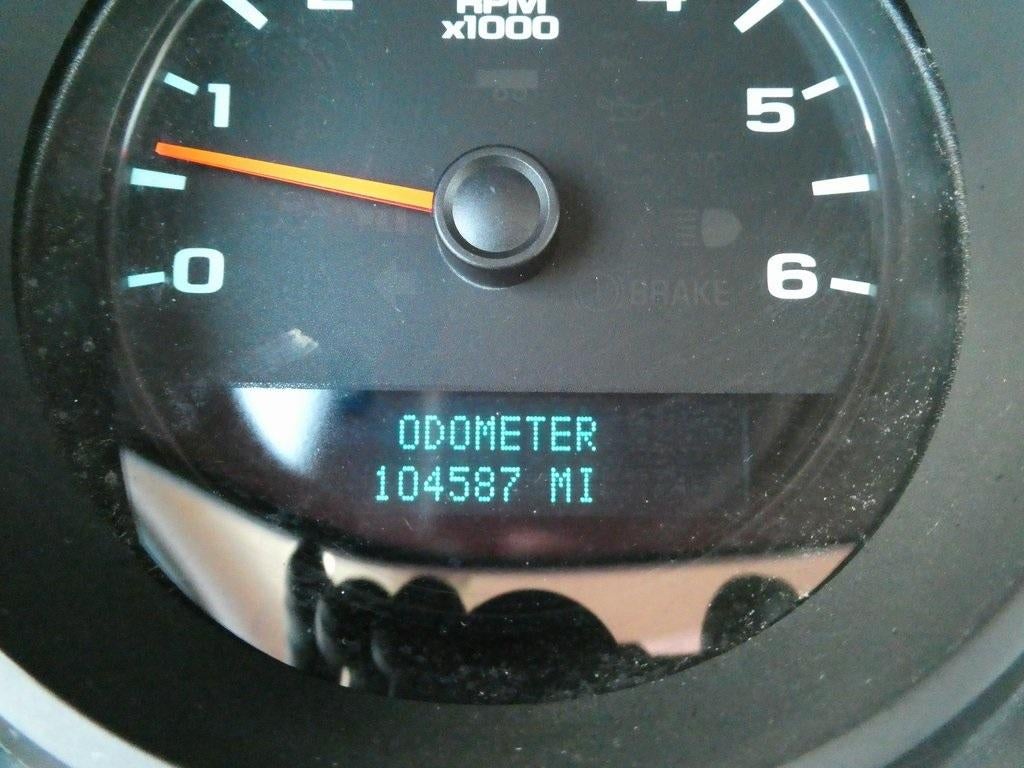 RPM
x1000
1
5
0
6
BRAKE
ODOMETER
104587 MI